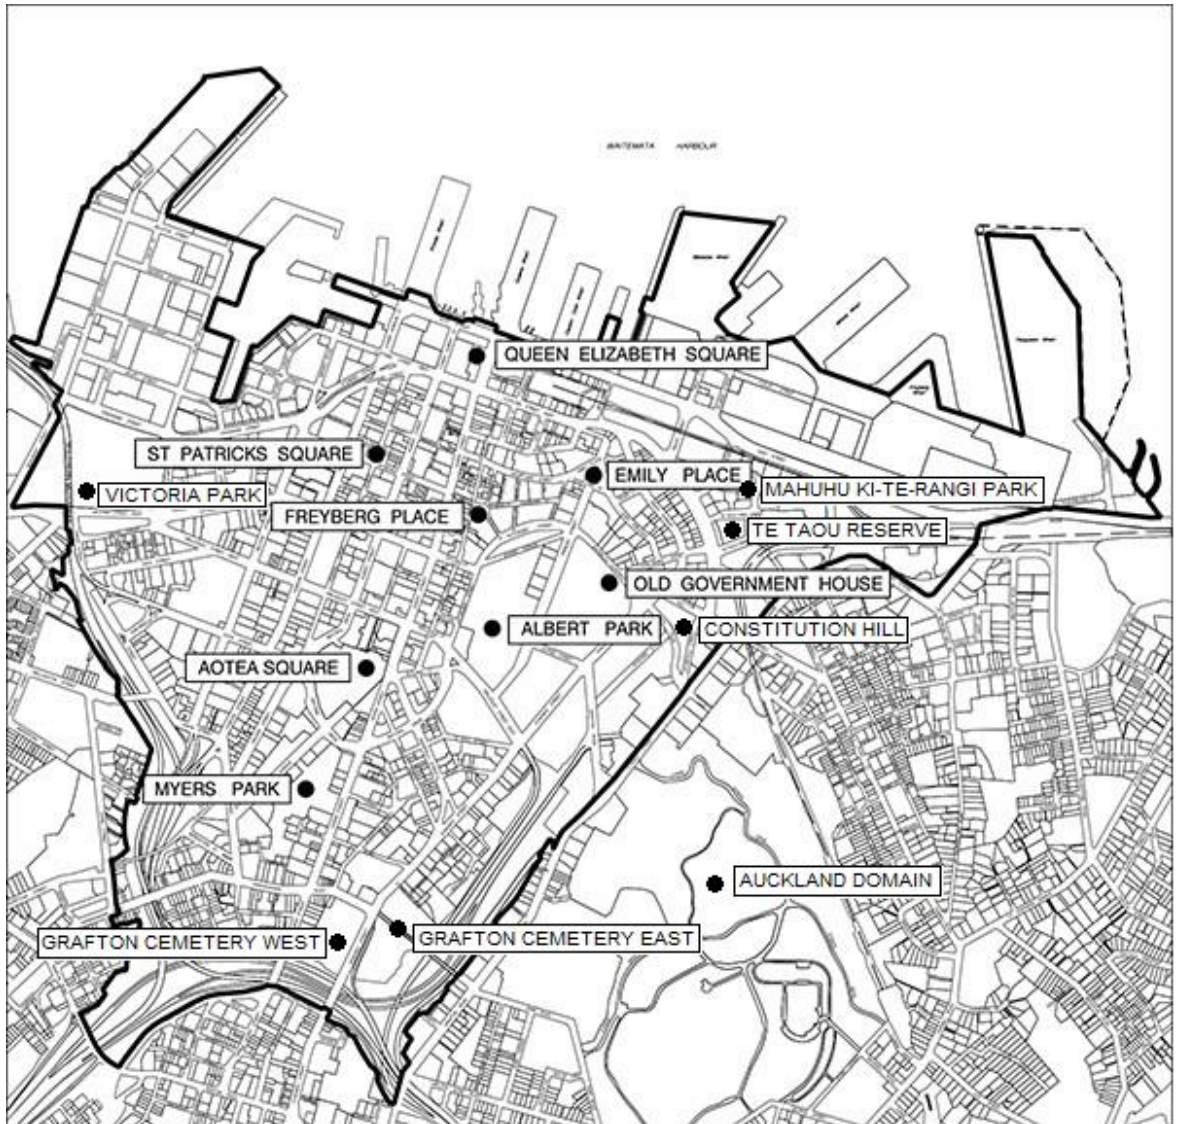 WAITEMATA HARBOUR
QUEEN ELIZABETH SQUARE
ST PATRICKS SQUARE
EMILY PLACE
VICTORIA PARK
MAHUHU KI-TE-RANGI PARK
FREYBERG PLACE
TE TAOU RESERVE
OLD GOVERNMENT HOUSE
ALBERT PARK
CONSTITUTION HILL
AOTEA SQUARE
MYERS PARK
AUCKLAND DOMAIN
GRAFTON CEMETERY WEST
GRAFTON CEMETERY EAST